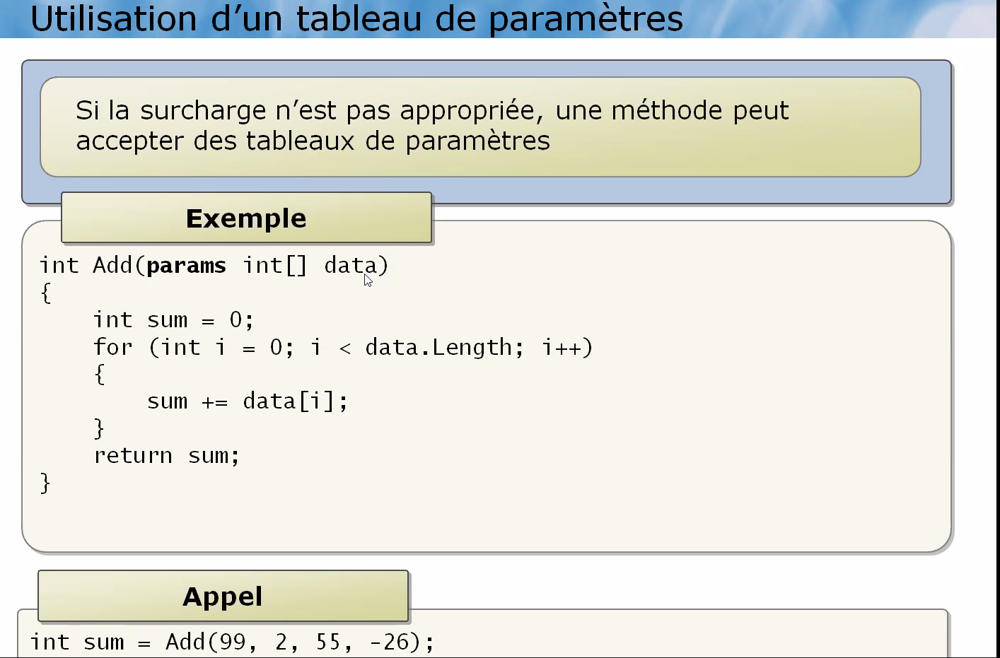 Utilisation d’un tableau de paramètres
Si la surcharge n’est pas appropriée, une méthode peut
accepter des tableaux de paramètres
Exemple
int Add(params int[] data)
{
    int sum = 0;
    for (int i = 0; i < data.Length; i++)
    {
        sum += data[i];
    }
    return sum;
}
Appel
int sum = Add(99, 2, 55, -26);